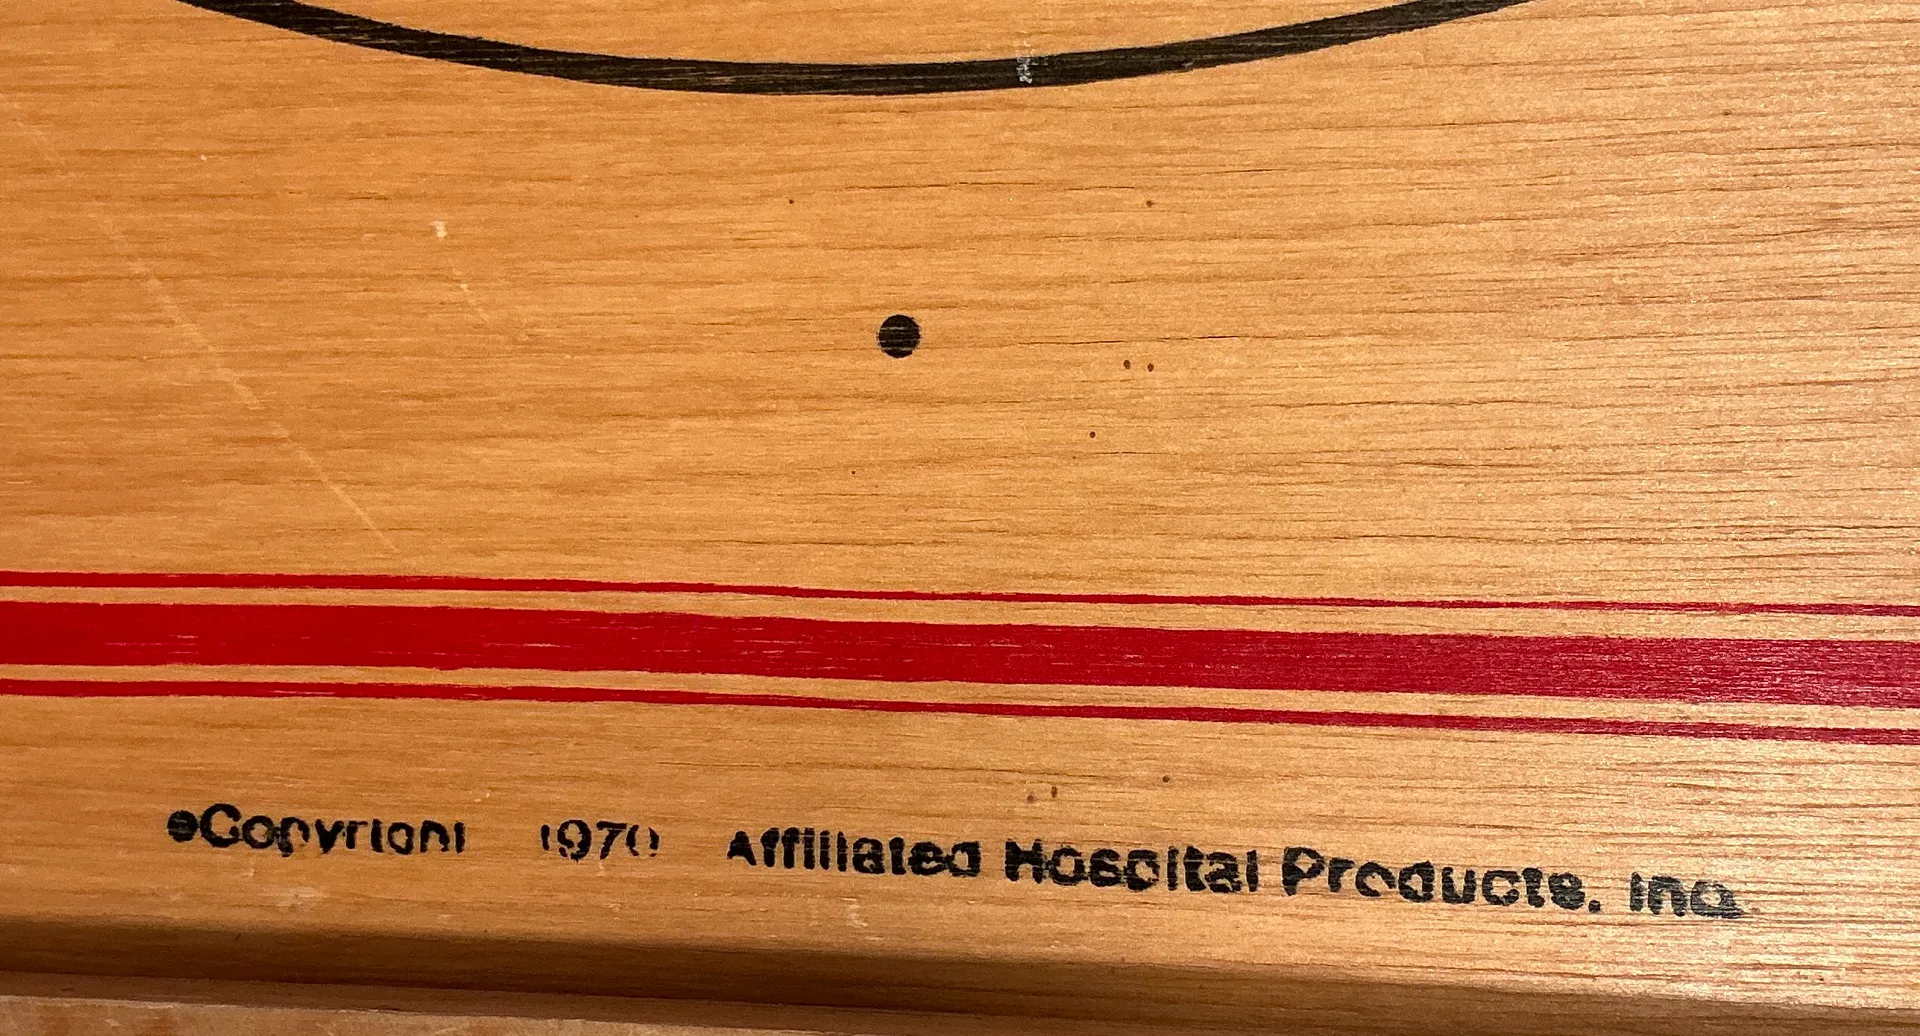 ©Copyright 1970 Affiliated Hospital Products, Inc.